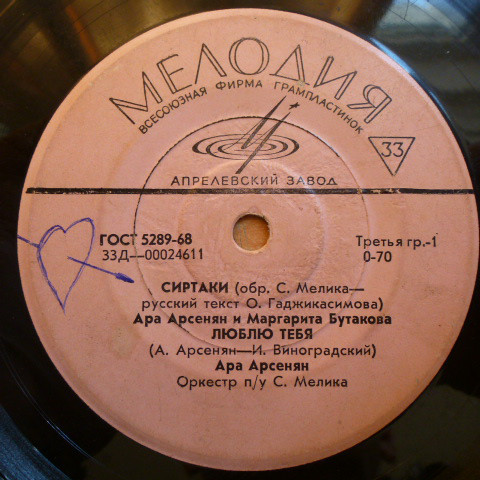 МЕЛОДИЯ
ВСЕСОЮЗНАЯ ФИРМА ГРАМПЛАСТИНОК
33
АПРЕЛЕВСКИЙ ЗАВОД
ГОСТ 5289-68
33Д—00024611
Третья гр.-1
0-70
СИРТАКИ (обр. С. Мелика—
русский текст О. Гаджикасимова)
Ара Арсенян и Маргарита Бутакова
ЛЮБЛЮ ТЕБЯ
(А. Арсенян—И. Виноградский)
Ара Арсенян
Оркестр п/у С. Мелика